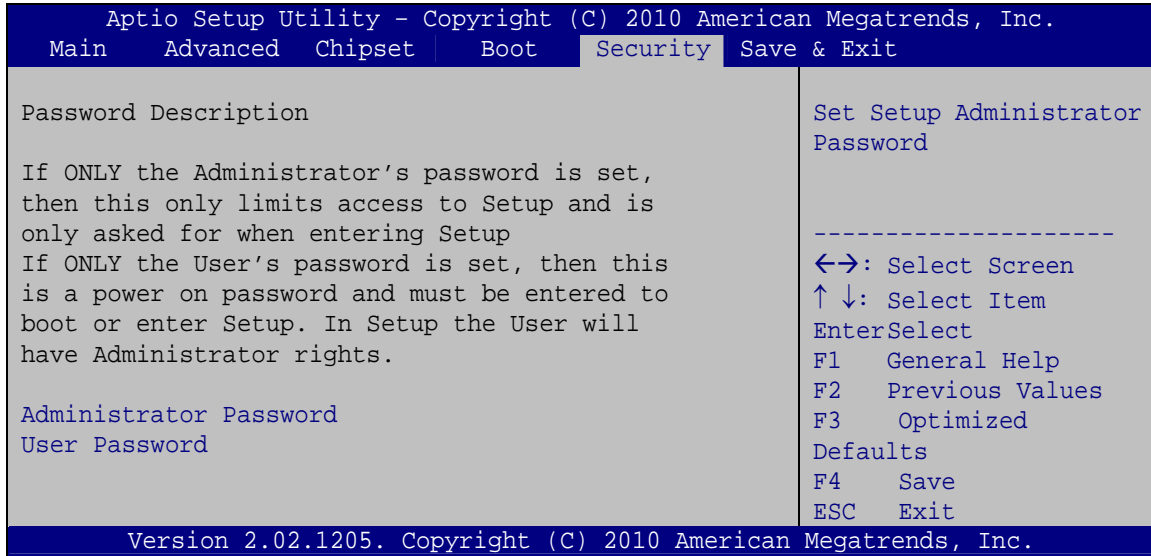 Aptio Setup Utility – Copyright (C) 2010 American Megatrends, Inc.
Main Advanced Chipset Boot Security Save & Exit
Password Description
If ONLY the Administrator’s password is set,
then this only limits access to Setup and is
only asked for when entering Setup
If ONLY the User’s password is set, then this
is a power on password and must be entered to
boot or enter Setup. In Setup the User will
have Administrator rights.
Administrator Password
User Password
Set Setup Administrator
Password
---------------------
←→: Select Screen
↑ ↓: Select Item
EnterSelect
F1 General Help
F2 Previous Values
F3 Optimized
Defaults
F4 Save
ESC Exit
Version 2.02.1205. Copyright (C) 2010 American Megatrends, Inc.